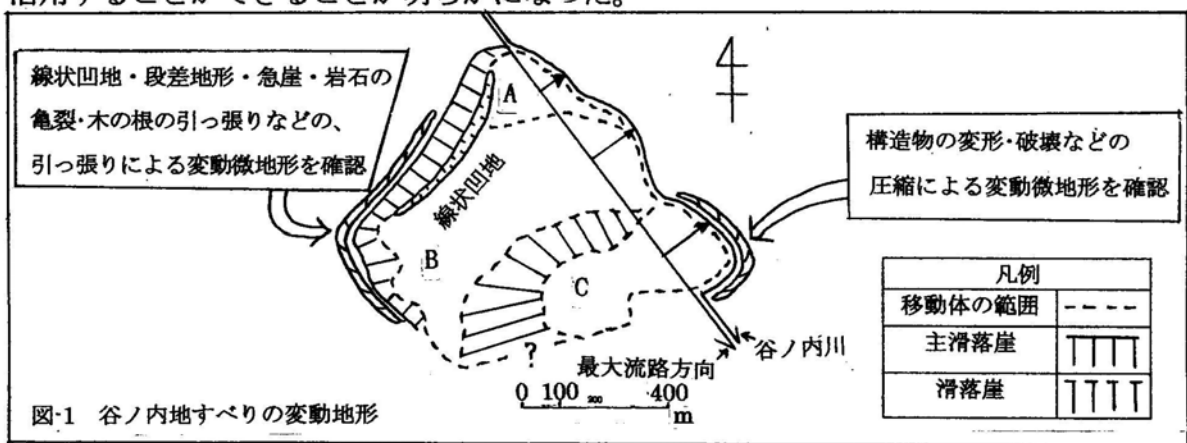 活用することができることが明らかになった。
線状凹地・段差地形・急崖・岩石の
亀裂・木の根の引っ張りなどの、
引っ張りによる変動微地形を確認
A
線状凹地
B
C
?
構造物の変形・破壊などの
圧縮による変動微地形を確認
凡例
移動体の範囲
主滑落崖
滑落崖
谷ノ内川
最大流路方向
0 100 200 400
m
図-1 谷ノ内地すべりの変動地形